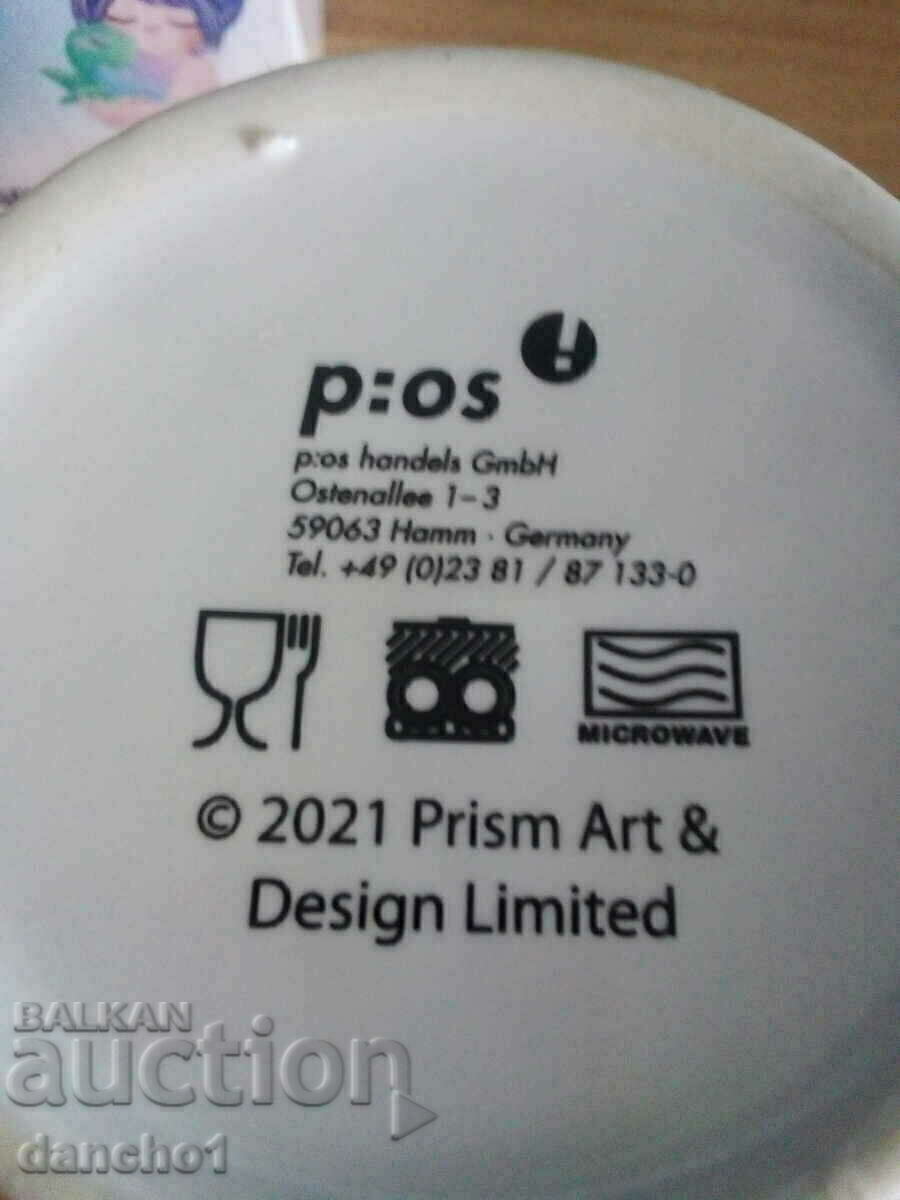 p:os !
p:os handels GmbH
Ostenallee 1-3
59063 Hamm · Germany
Tel. +49 (0)23 81 / 87 133-0
MICROWAVE
© 2021 Prism Art &
Design Limited
BALKAN
auction
dancho1